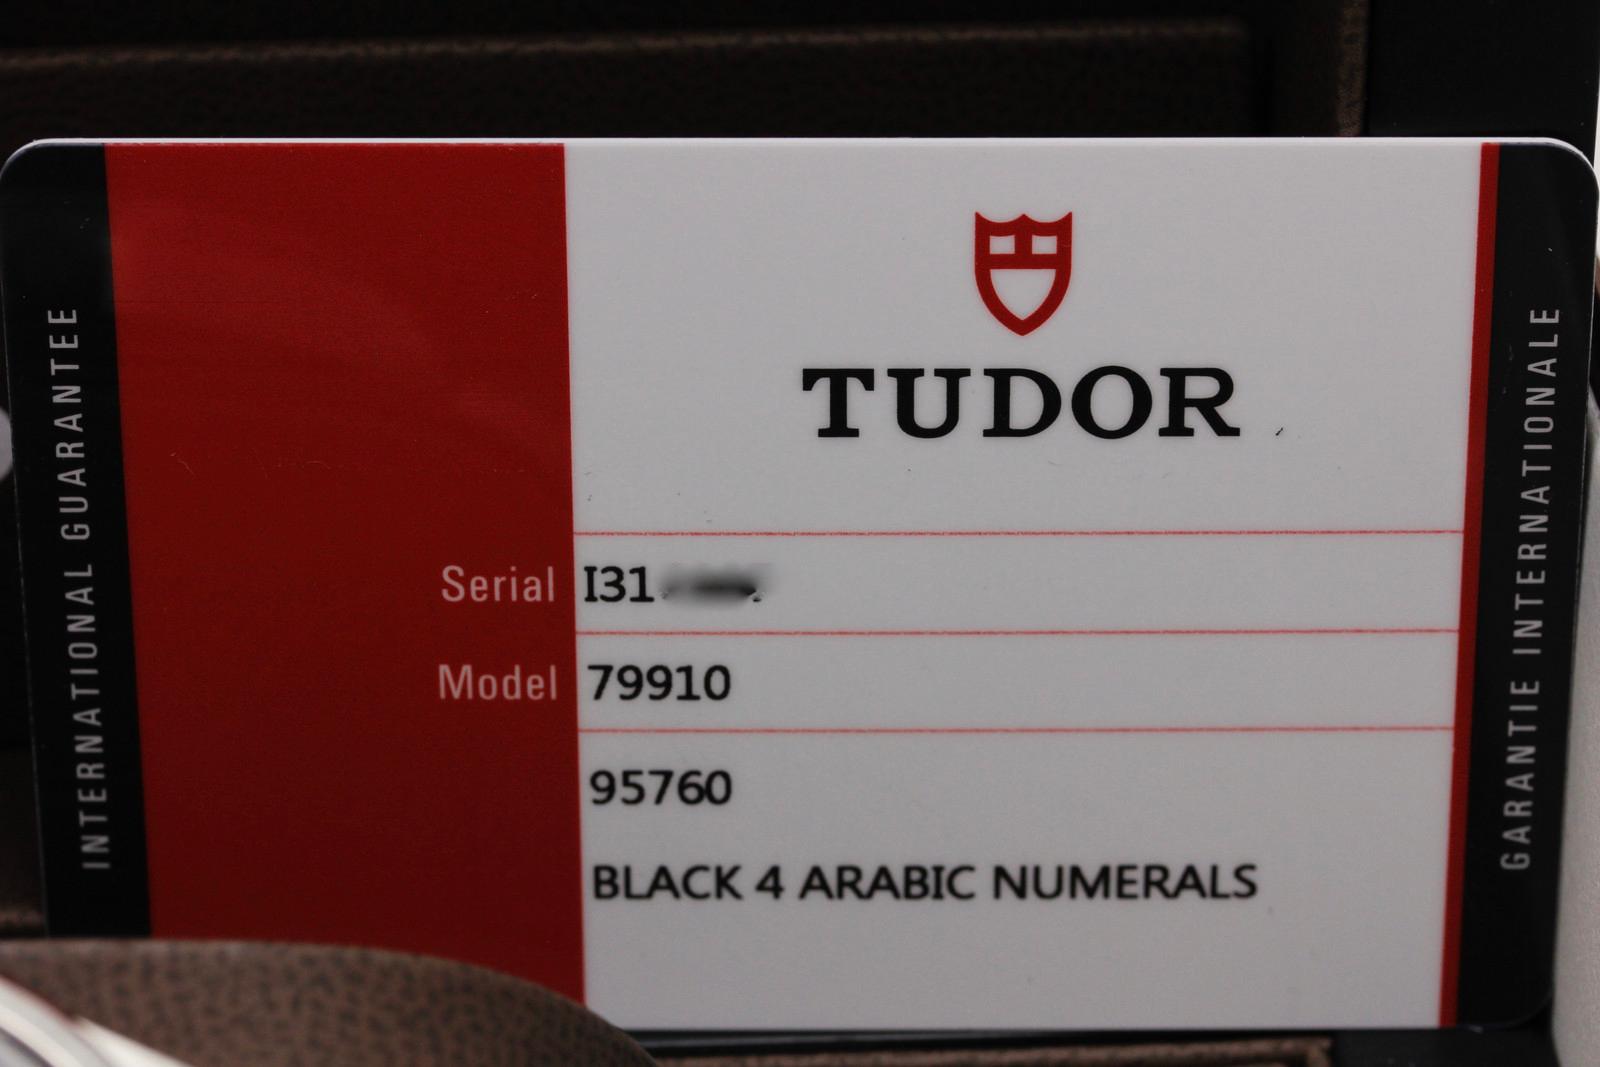 INTERNATIONAL GUARANTEE
TUDOR
Serial I31
Model 79910
95760
BLACK 4 ARABIC NUMERALS
GARANTIE INTERNATIONALE